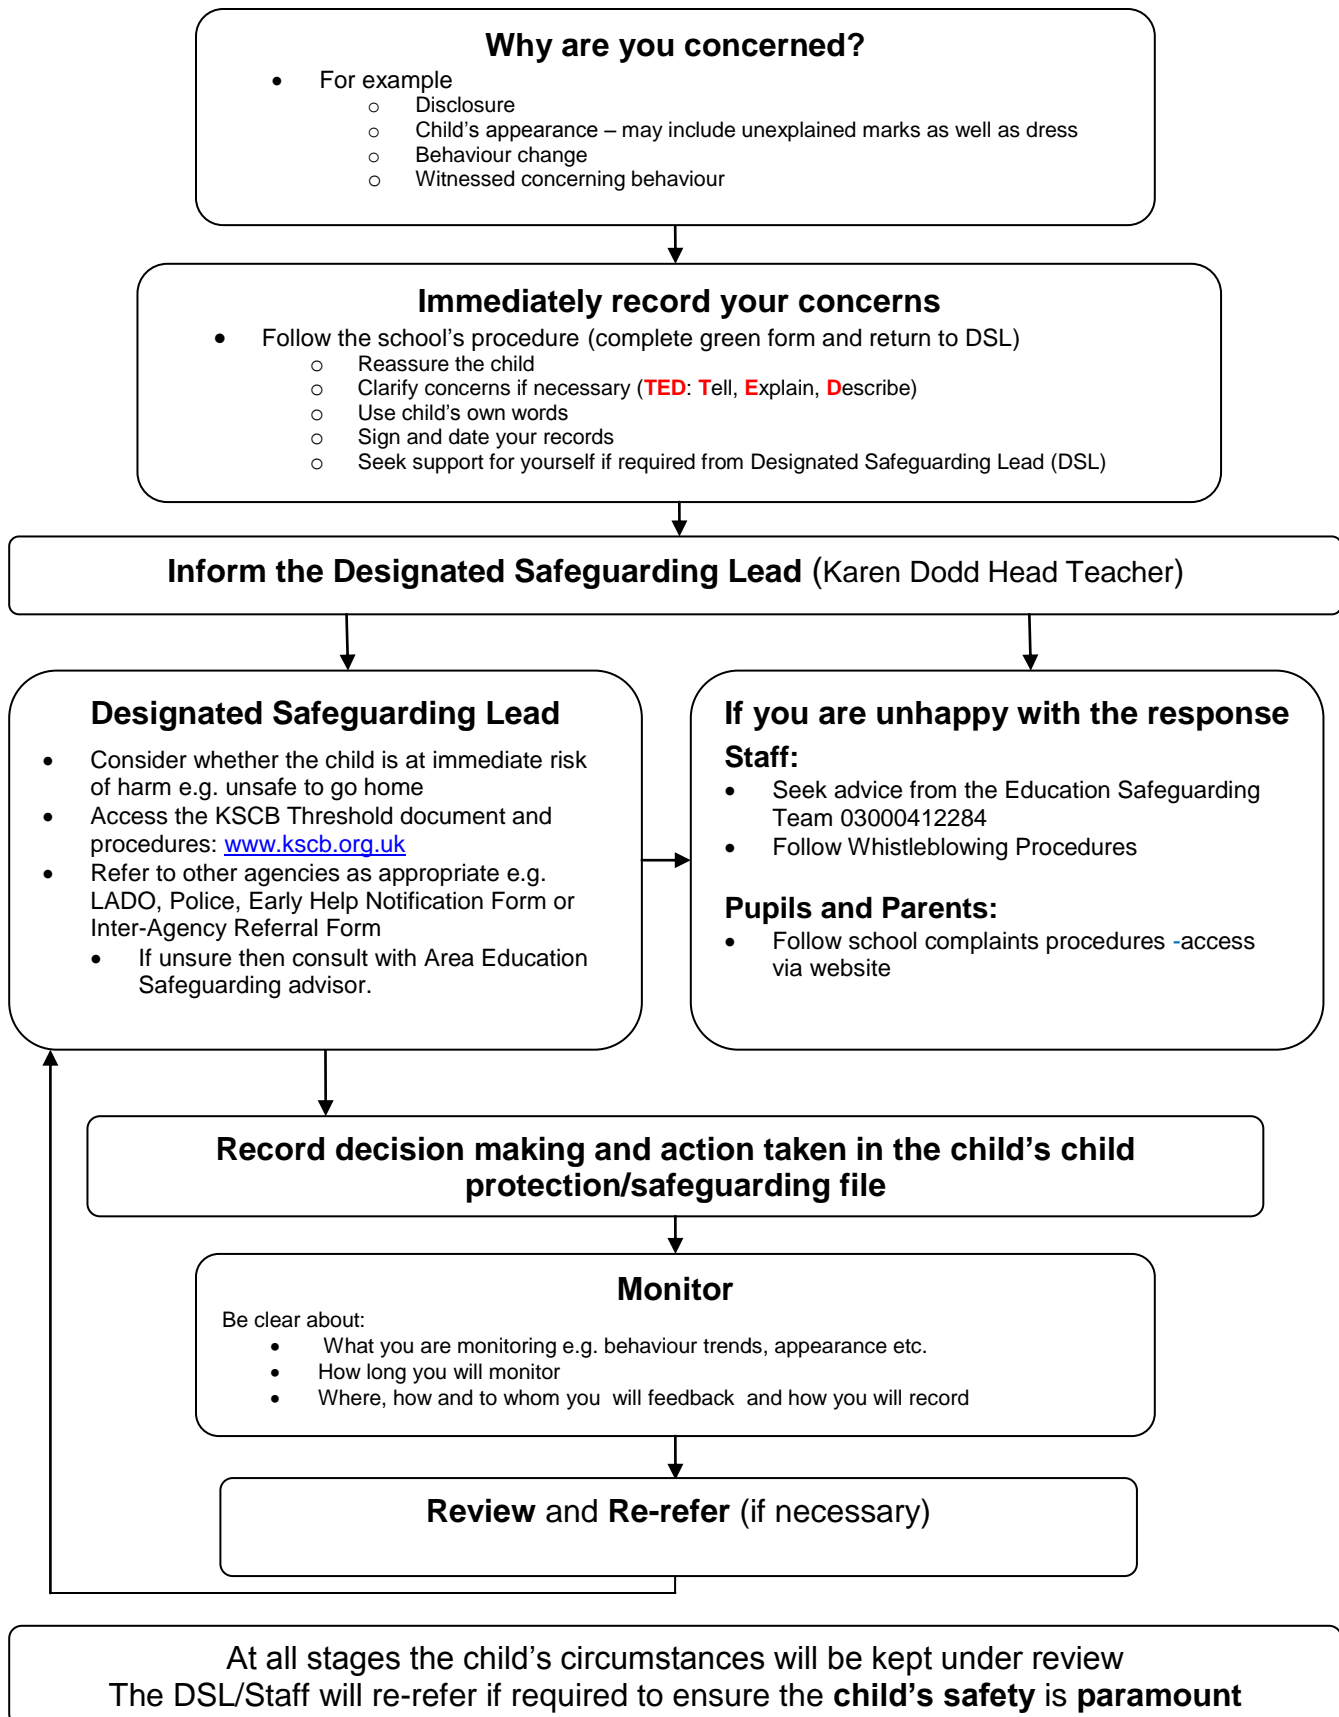 Why are you concerned?
• For example
o Disclosure
o Child’s appearance – may include unexplained marks as well as dress
o Behaviour change
o Witnessed concerning behaviour
Immediately record your concerns
• Follow the school’s procedure (complete green form and return to DSL)
o Reassure the child
o Clarify concerns if necessary (TED: Tell, Explain, Describe)
o Use child’s own words
o Sign and date your records
o Seek support for yourself if required from Designated Safeguarding Lead (DSL)
Inform the Designated Safeguarding Lead (Karen Dodd Head Teacher)
Designated Safeguarding Lead
• Consider whether the child is at immediate risk
of harm e.g. unsafe to go home
• Access the KSCB Threshold document and
procedures: www.kscb.org.uk
• Refer to other agencies as appropriate e.g.
LADO, Police, Early Help Notification Form or
Inter-Agency Referral Form
• If unsure then consult with Area Education
Safeguarding advisor.
If you are unhappy with the response
Staff:
• Seek advice from the Education Safeguarding
Team 03000412284
• Follow Whistleblowing Procedures
Pupils and Parents:
• Follow school complaints procedures -access
via website
Record decision making and action taken in the child’s child
protection/safeguarding file
Monitor
Be clear about:
• What you are monitoring e.g. behaviour trends, appearance etc.
• How long you will monitor
• Where, how and to whom you will feedback and how you will record
Review and Re-refer (if necessary)
At all stages the child’s circumstances will be kept under review
The DSL/Staff will re-refer if required to ensure the child’s safety is paramount